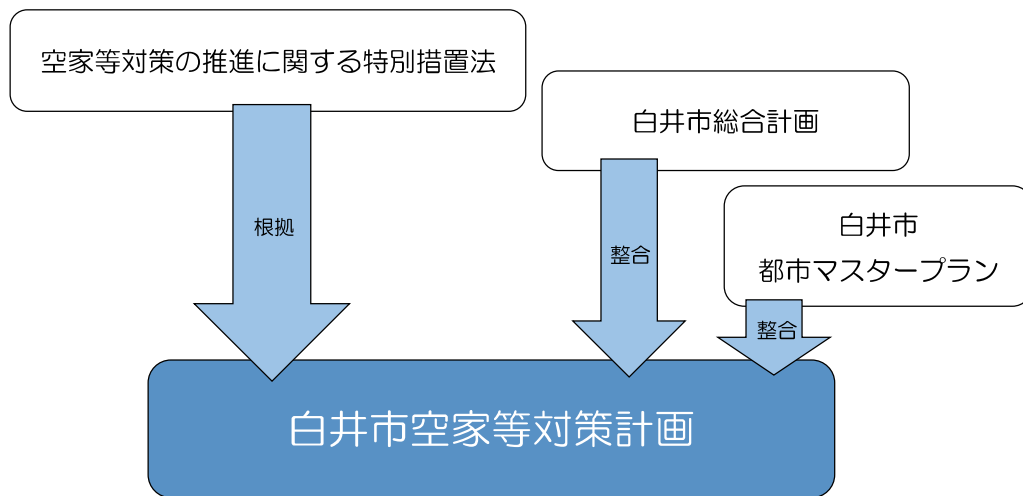 空家等対策の推進に関する特別措置法
白井市総合計画
白井市
都市マスタープラン
根拠
整合
整合
白井市空家等対策計画